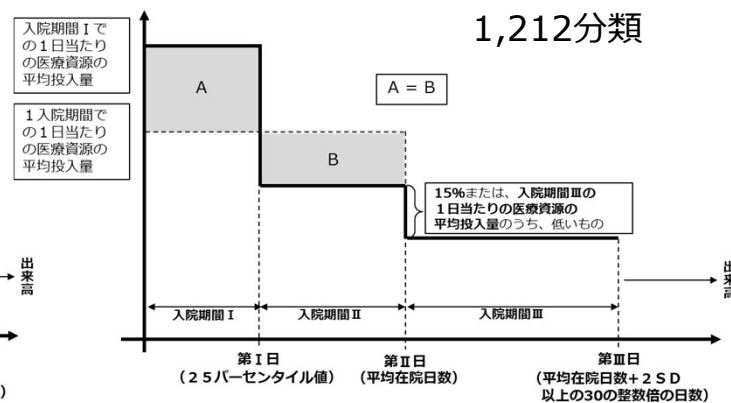 1,212分類
入院期間Ⅰで
の1日当たり
の医療資源の
平均投入量
A
A = B
1入院期間で
の1日当たり
の医療資源の
平均投入量
B
15%または、入院期間Ⅲの
1日当たりの医療資源の
平均投入量のうち、低いもの
出来高
出来高
入院期間Ⅰ
入院期間Ⅱ
入院期間Ⅲ
第Ⅰ日
(25パーセンタイル値)
第Ⅱ日
(平均在院日数)
第Ⅲ日
(平均在院日数+2SD
以上の30の整数倍の日数)
)